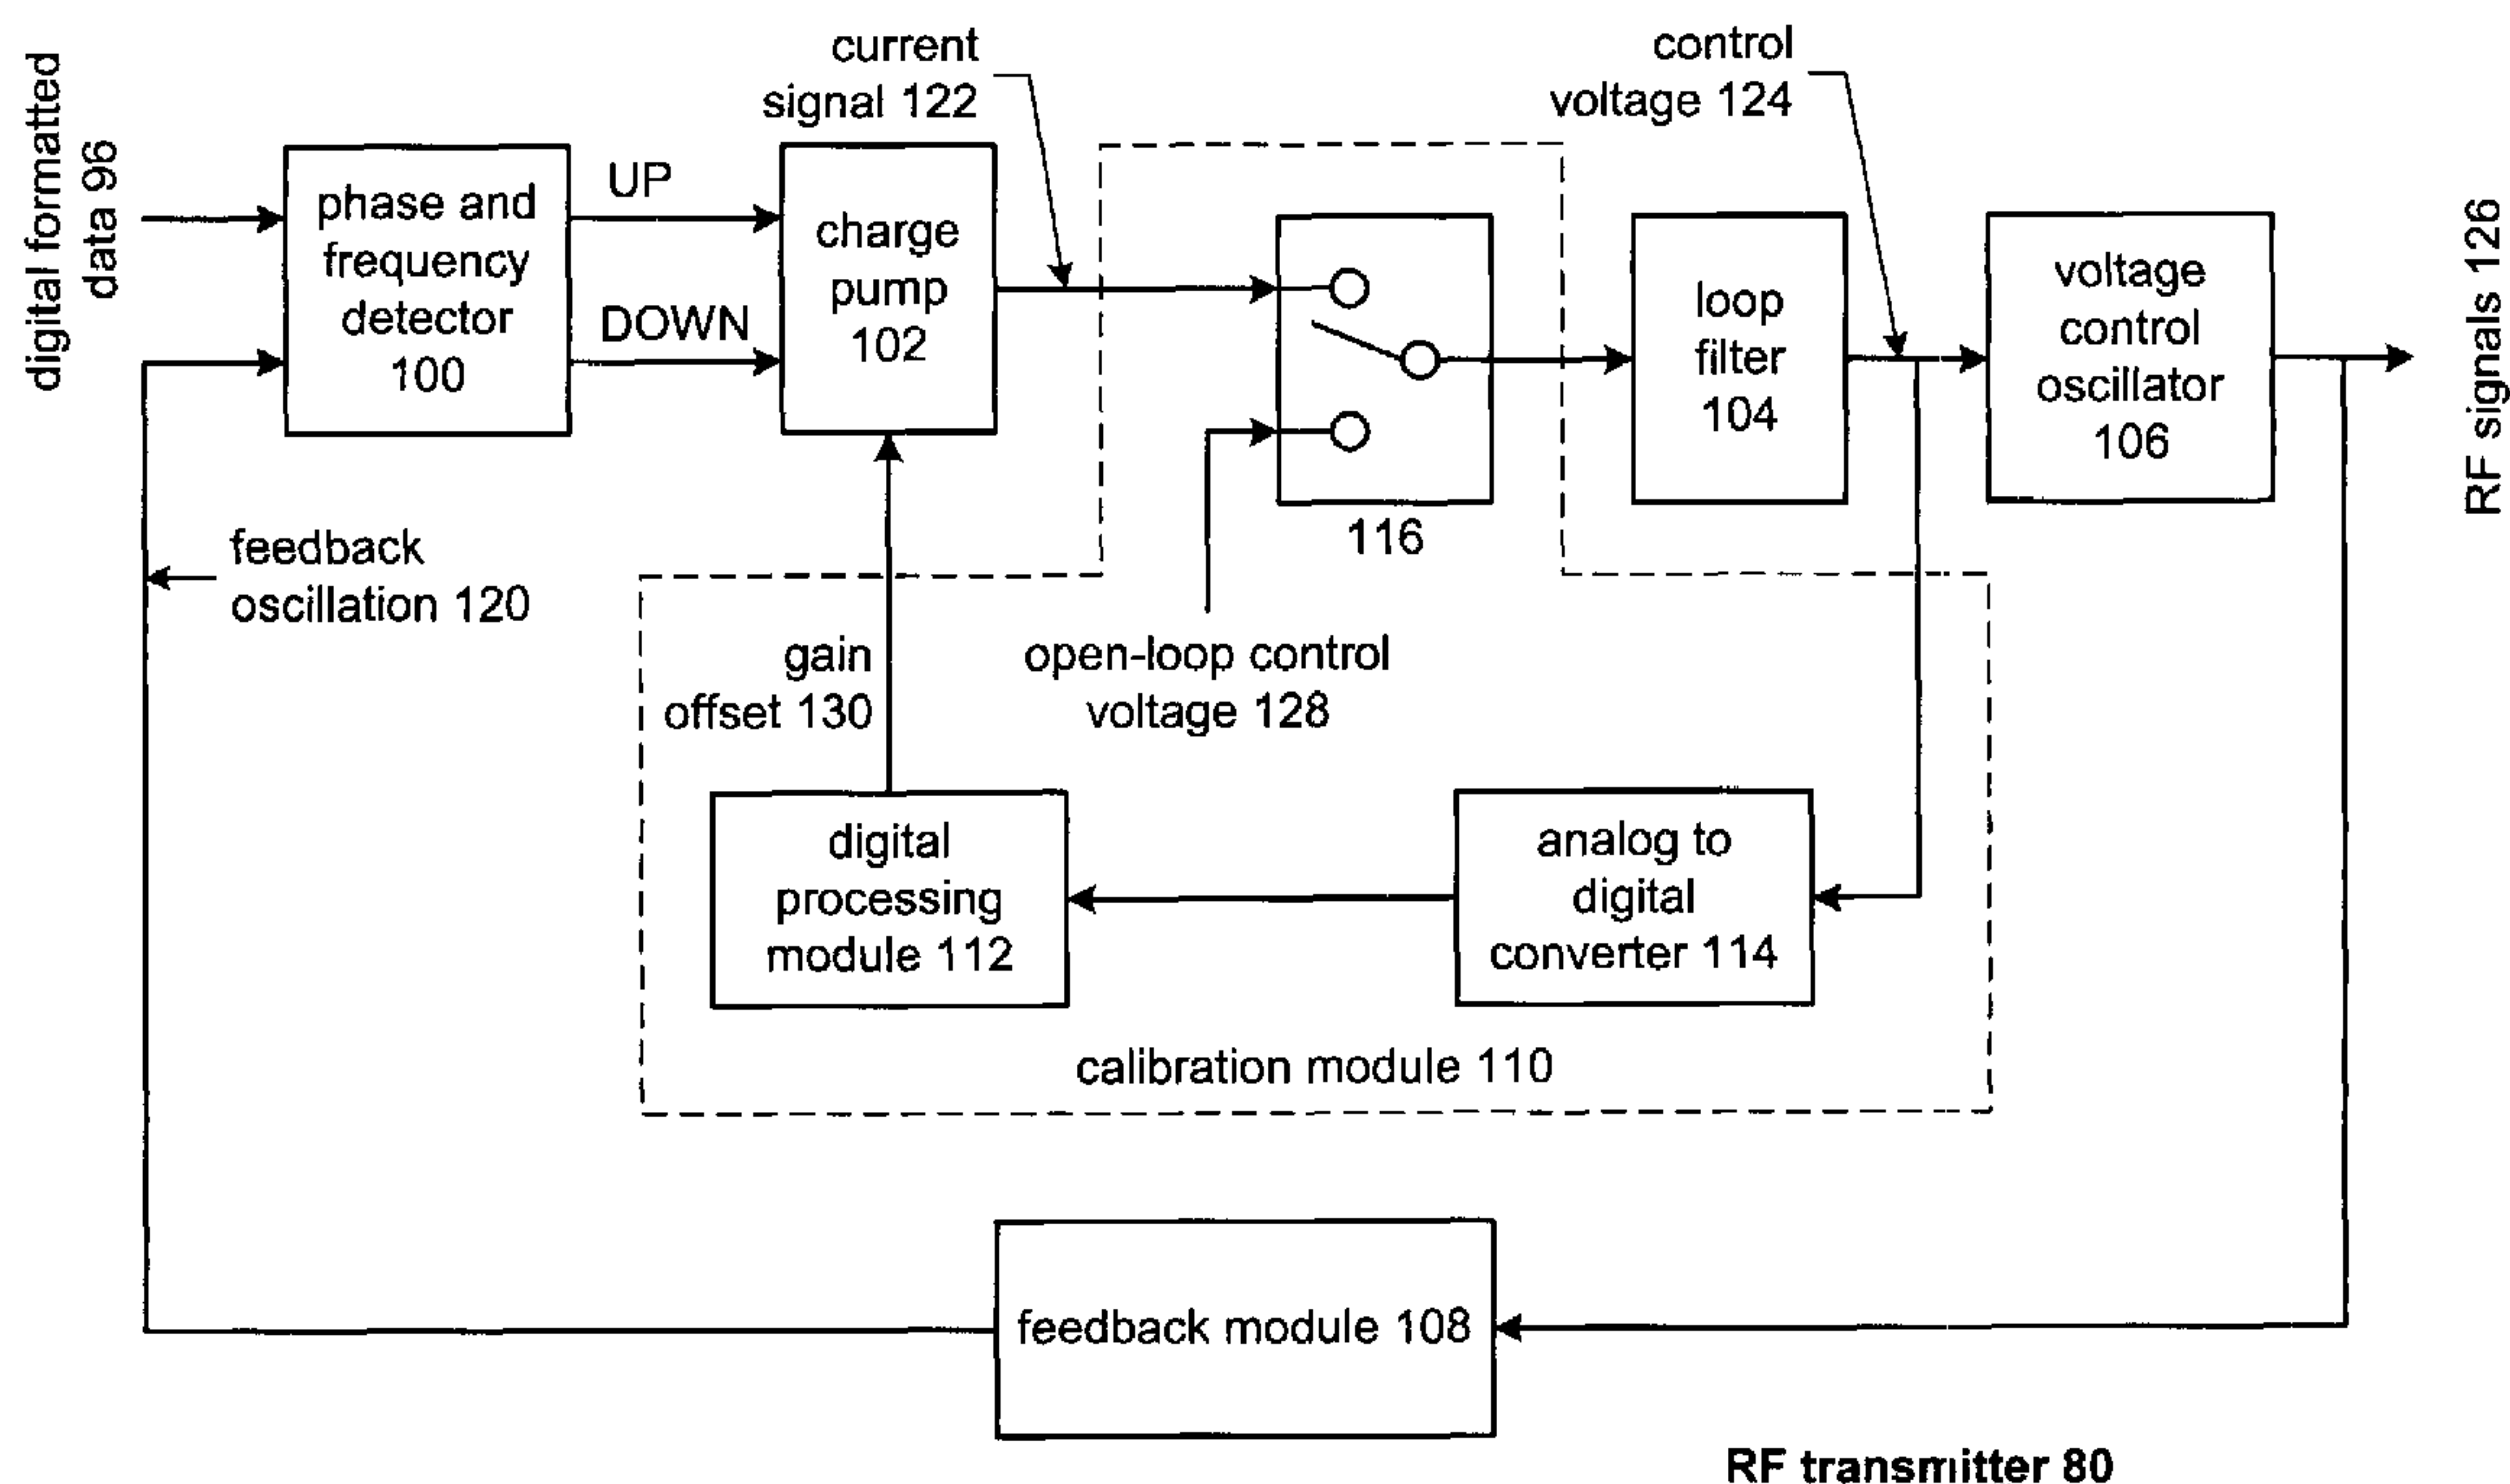 current
signal 122
control
voltage 124
digital formatted
data 96
phase and
frequency
detector
100
UP
DOWN
charge
pump
102
116
loop
filter
104
voltage
control
oscillator
106
RF signals 126
feedback
oscillation 120
gain
offset 130
open-loop control
voltage 128
digital
processing
module 112
analog to
digital
converter 114
calibration module 110
feedback module 108
RF transmitter 80